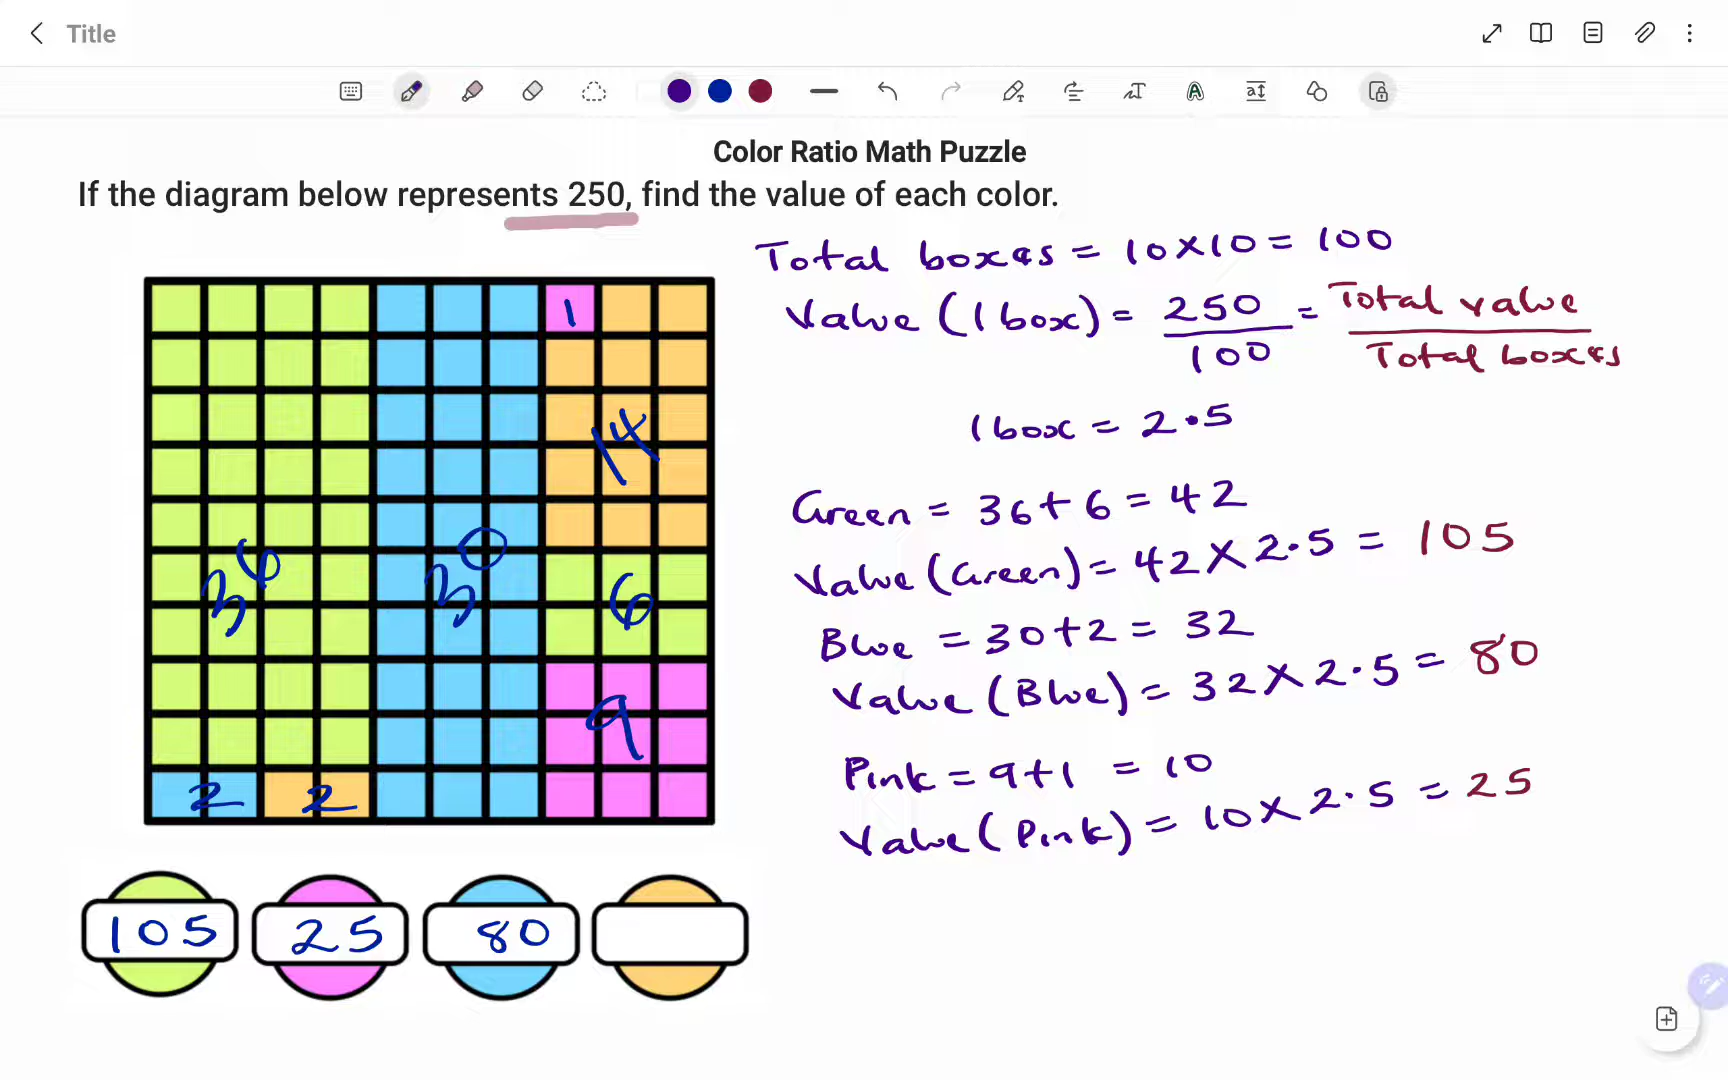 Title
Color Ratio Math Puzzle
If the diagram below represents 250, find the value of each color.
Total boxes = 10×10 = 100
Value (1 box) = 250/100 = Total value/Total boxes
1 box = 2.5
Green = 36+6 = 42
Value (Green) = 42×2.5 = 105
Blue = 30+2 = 32
Value (Blue) = 32×2.5 = 80
Pink = 9+1 = 10
Value (Pink) = 10×2.5 = 25
1
14
36
30
6
9
2 2
105 25 80